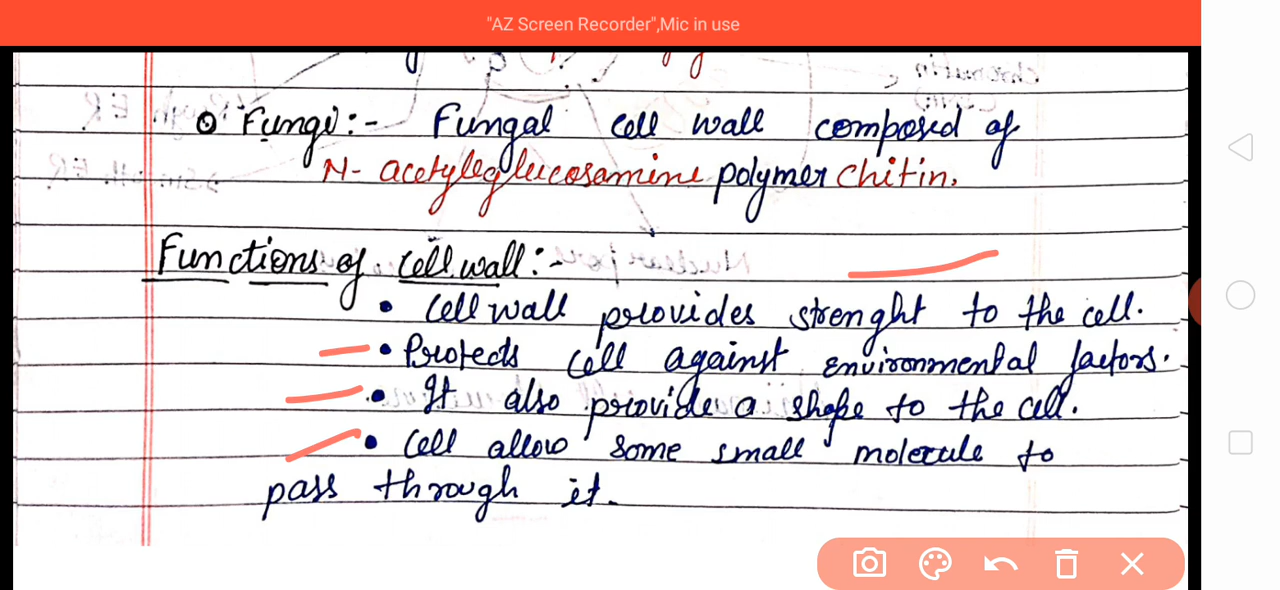 "AZ Screen Recorder",Mic in use
Fungi:- Fungal cell wall composed of
N- acetyleglucosamine polymer chitin.
Functions of cell wall:-
• Cell wall provides strenght to the cell.
• Protects cell against environmental factors.
• It also provide a shape to the cell.
• Cell allow some small molecule to
pass through it.